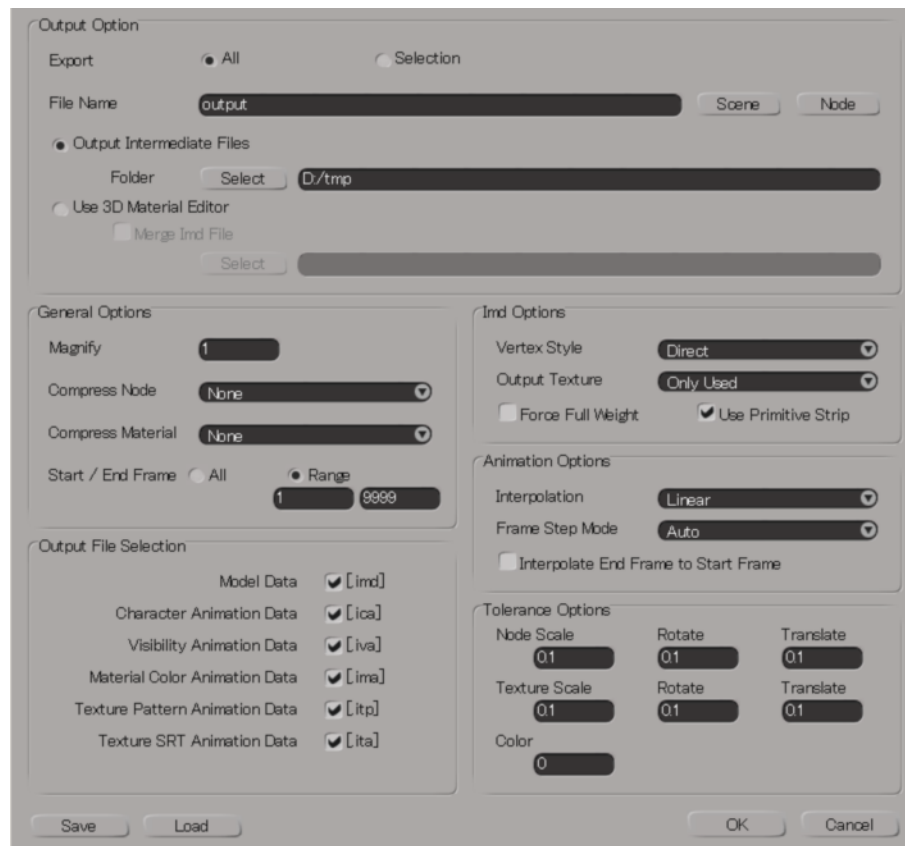 Output Option
Export All Selection
File Name output Scene Node
Output Intermediate Files
Folder Select D:/tmp
Use 3D Material Editor
Merge Imd File
Select
General Options
Magnify 1
Compress Node None
Compress Material None
Start / End Frame All Range
1 9999
Output File Selection
Model Data [imd]
Character Animation Data [ica]
Visibility Animation Data [iva]
Material Color Animation Data [ima]
Texture Pattern Animation Data [itp]
Texture SRT Animation Data [ita]
Imd Options
Vertex Style Direct
Output Texture Only Used
Force Full Weight Use Primitive Strip
Animation Options
Interpolation Linear
Frame Step Mode Auto
Interpolate End Frame to Start Frame
Tolerance Options
Node Scale Rotate Translate
0.1 0.1 0.1
Texture Scale Rotate Translate
0.1 0.1 0.1
Color
0
Save Load OK Cancel